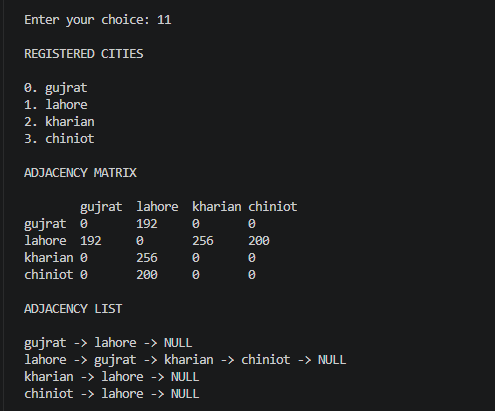 Enter your choice: 11
REGISTERED CITIES
0. gujrat
1. lahore
2. kharian
3. chiniot
ADJACENCY MATRIX
gujrat lahore kharian chiniot
gujrat 0 192 0 0
lahore 192 0 256 200
kharian 0 256 0 0
chiniot 0 200 0 0
ADJACENCY LIST
gujrat -> lahore -> NULL
lahore -> gujrat -> kharian -> chiniot -> NULL
kharian -> lahore -> NULL
chiniot -> lahore -> NULL